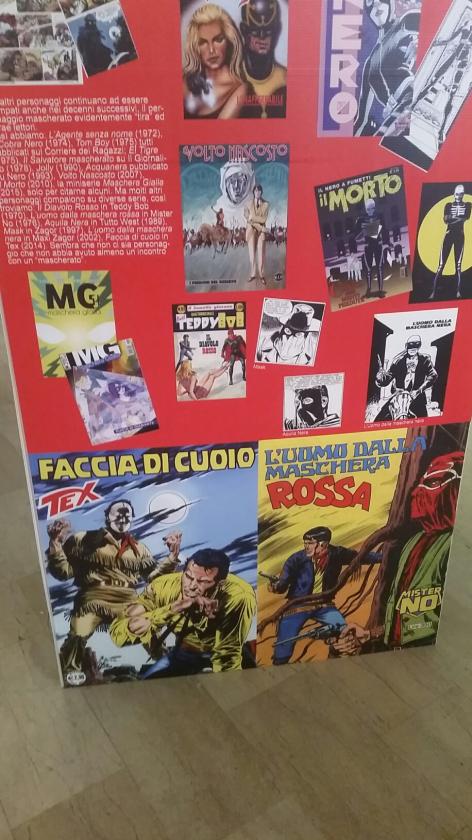 altri personaggi continuano ad essere
mpati anche nei decenni successivi, il per-
naggio mascherato evidentemente "tira" ed
rae lettori.
si abbiamo: L'Agente senza nome (1972),
Cobra Nero (1974), Tom Boy (1975) tutti
bblicati sul Corriere dei Ragazzi; El Tigre
975), Il Salvatore mascherato su Il Giornali-
o (1978), Jolly (1990), Acquanera pubblicato
u Nero (1993), Volto Nascosto (2007),
l Morto (2010), la miniserie Maschera Gialla
2016), solo per citarne alcuni. Ma molti altri
personaggi compaiono su diverse serie, così
troviamo: Il Diavolo Rosso in Teddy Bob
(1970), L'Uomo dalla maschera rossa in Mister
No (1978), Aquila Nera in Tutto West (1989),
Mask in Zagor (1997), L'uomo dalla maschera
nera in Maxi Zagor (2002), Faccia di cuoio in
Tex (2014). Sembra che non ci sia personag-
gio che non abbia avuto almeno un incontro
con un "mascherato".
NERO
VOLTO NASCOSTO
IL NERO A FUMETTI
il MORTO
MG
maschera gialla
MG
TEDDY BOB
IL DIAVOLO
ROSSO
Mask
Aquila Nera
L'UOMO DALLA
MASCHERA NERA
L'uomo dalla maschera nera
FACCIA DI CUOIO
TEX
L'UOMO DALLA
MASCHERA
ROSSA
MISTER
NO